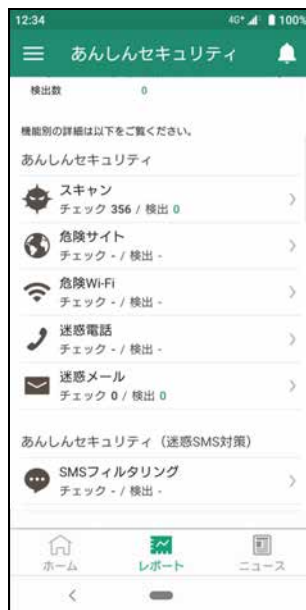 12:34
4G+ 100%
あんしんセキュリティ
検出数 0
機能別の詳細は以下をご覧ください。
あんしんセキュリティ
スキャン
チェック 356 / 検出 0
危険サイト
チェック - / 検出 -
危険Wi-Fi
チェック - / 検出 -
迷惑電話
チェック - / 検出 -
迷惑メール
チェック 0 / 検出 0
あんしんセキュリティ（迷惑SMS対策）
SMSフィルタリング
チェック - / 検出 -
ホーム
レポート
ニュース